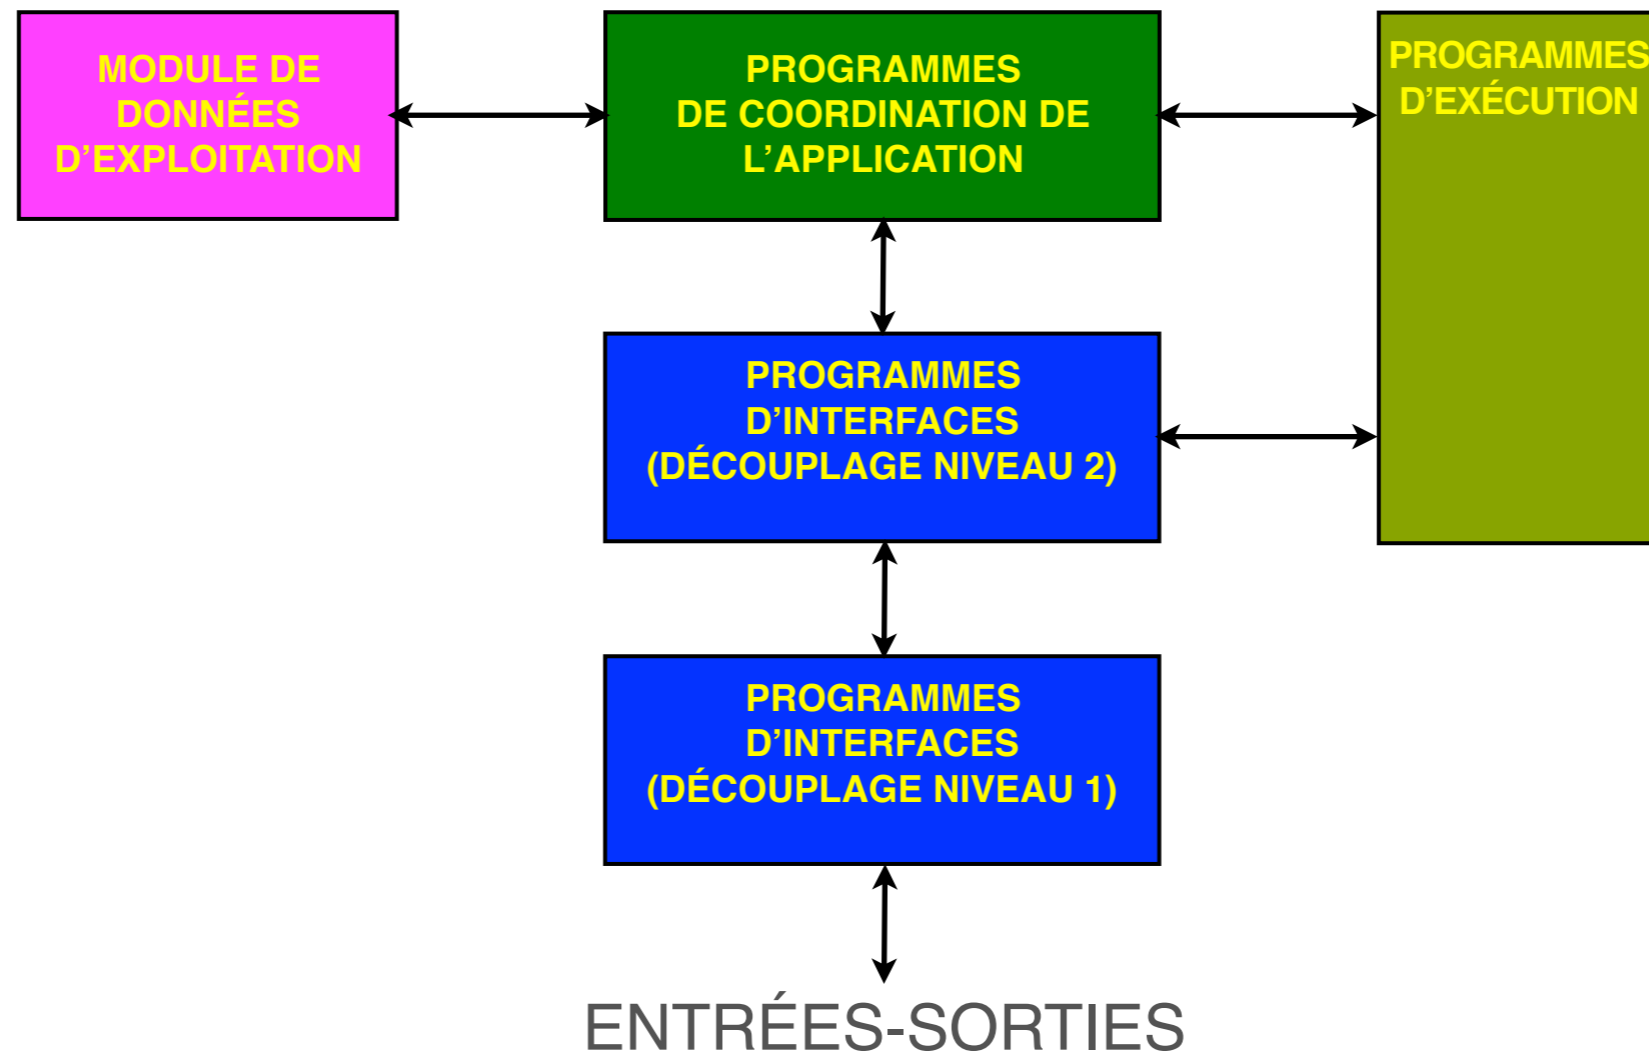 MODULE DE
DONNÉES
D’EXPLOITATION
PROGRAMMES
DE COORDINATION DE
L’APPLICATION
PROGRAMMES
D’EXÉCUTION
PROGRAMMES
D’INTERFACES
(DÉCOUPLAGE NIVEAU 2)
PROGRAMMES
D’INTERFACES
(DÉCOUPLAGE NIVEAU 1)
ENTRÉES-SORTIES